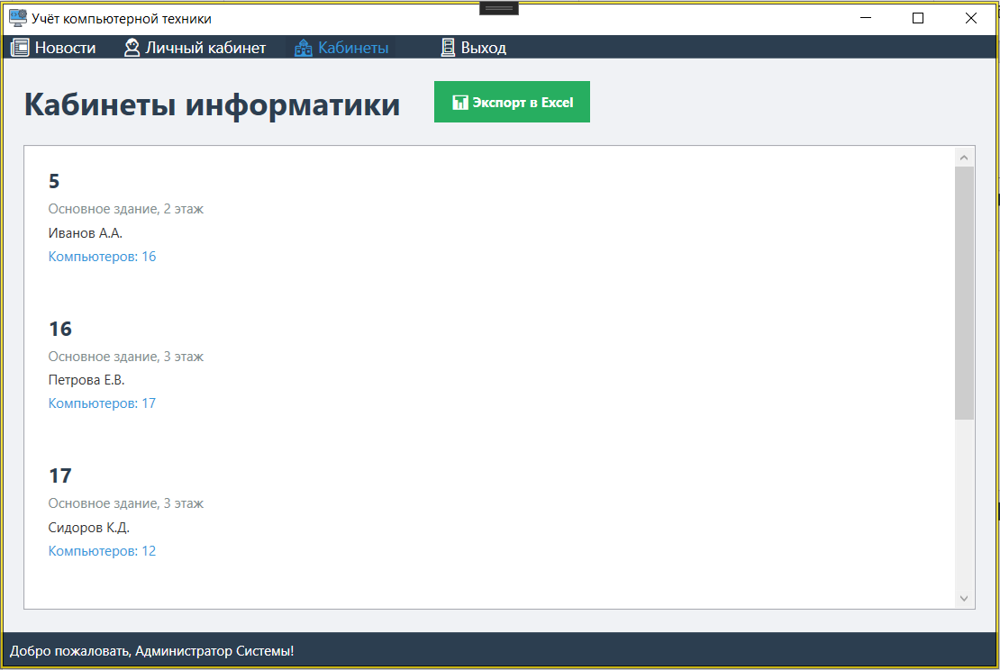 Учёт компьютерной техники
Новости Личный кабинет Кабинеты Выход
Кабинеты информатики
Экспорт в Excel
5
Основное здание, 2 этаж
Иванов А.А.
Компьютеров: 16
16
Основное здание, 3 этаж
Петрова Е.В.
Компьютеров: 17
17
Основное здание, 3 этаж
Сидоров К.Д.
Компьютеров: 12
Добро пожаловать, Администратор Системы!